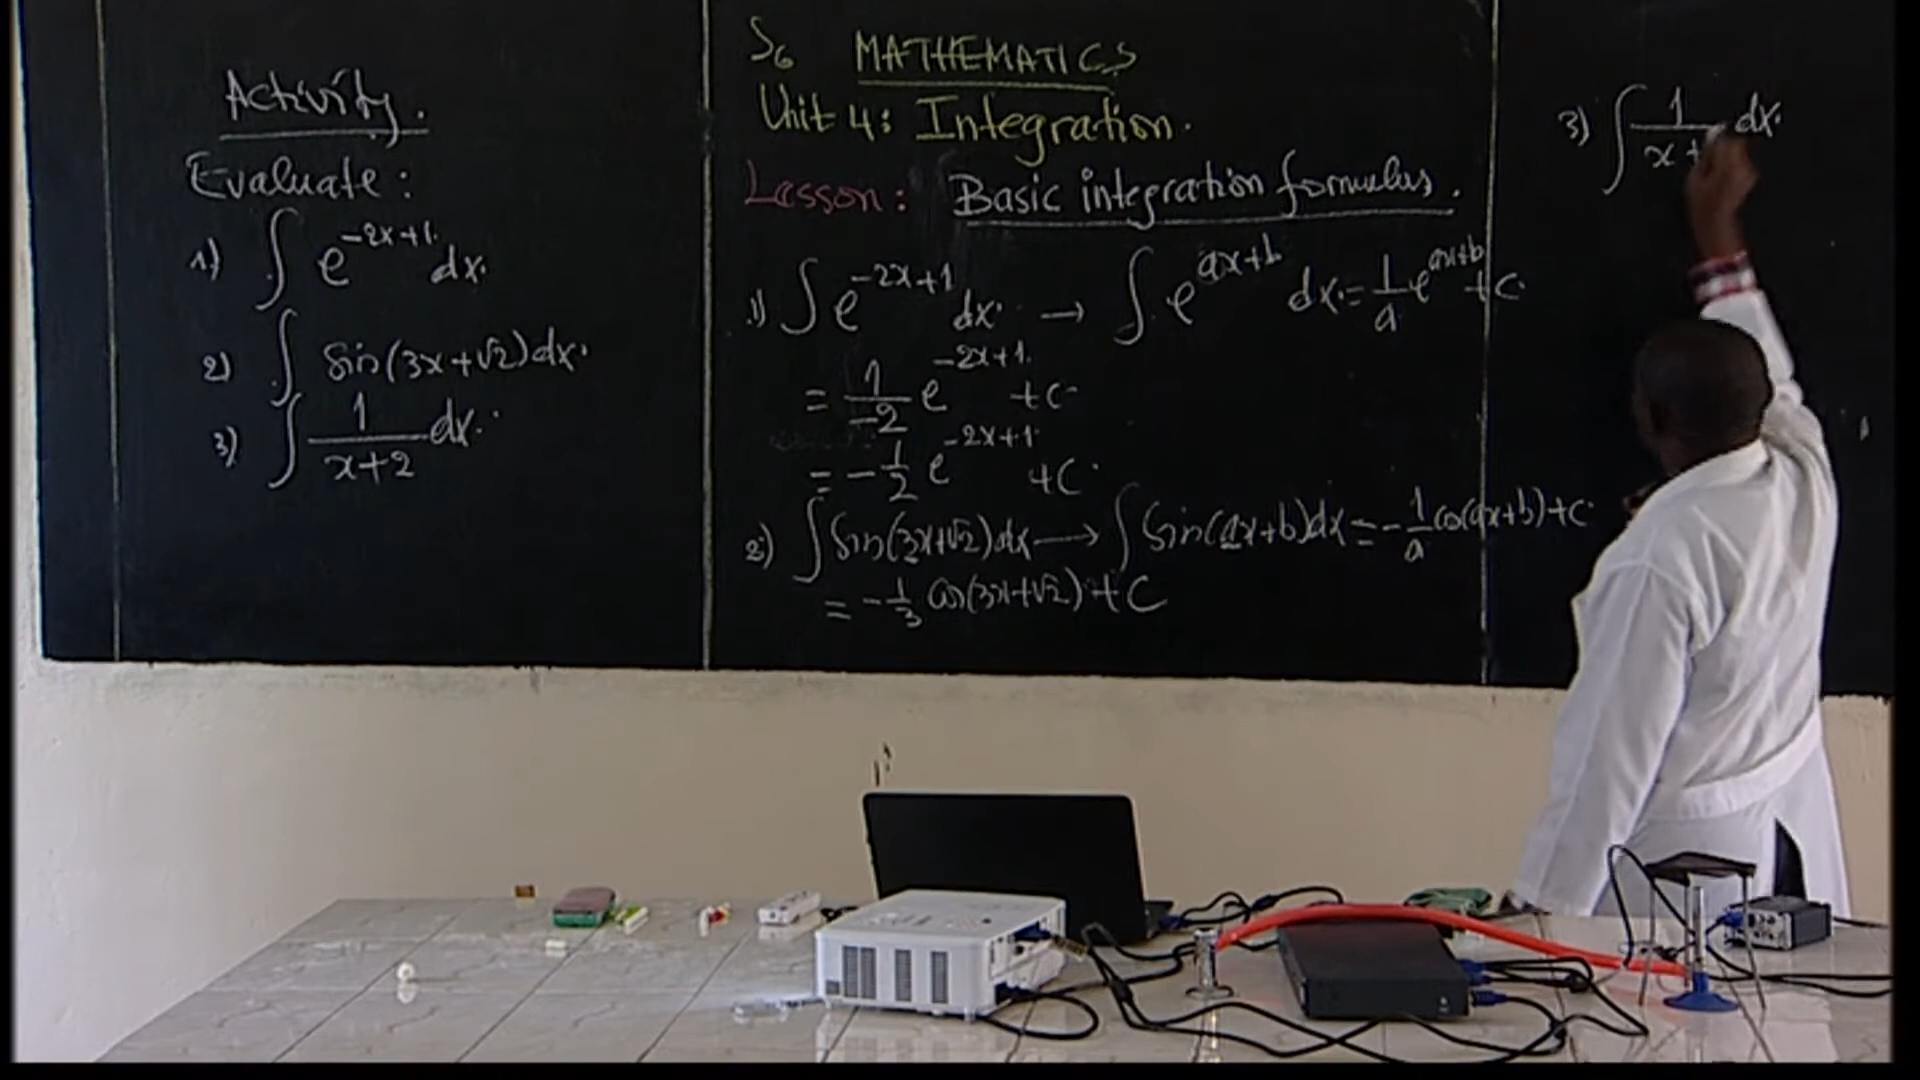 Activity.
Evaluate:
1) ∫ e^{-2x+1} dx.
2) ∫ Sin(3x+√2)dx.
3) ∫ 1/(x+2) dx.
S6 MATHEMATICS
Unit 4: Integration.
Lesson: Basic integration formulas.
1) ∫ e^{-2x+1} dx. → ∫ e^{ax+b} dx = 1/a e^{ax+b} + c.
= 1/-2 e^{-2x+1} + c
= -1/2 e^{-2x+1} + c
2) ∫ Sin(3x+√2)dx → ∫ Sin(ax+b)dx = -1/a cos(ax+b)+c
= -1/3 cos(3x+√2) + c
3) ∫ 1/(x+ dx.